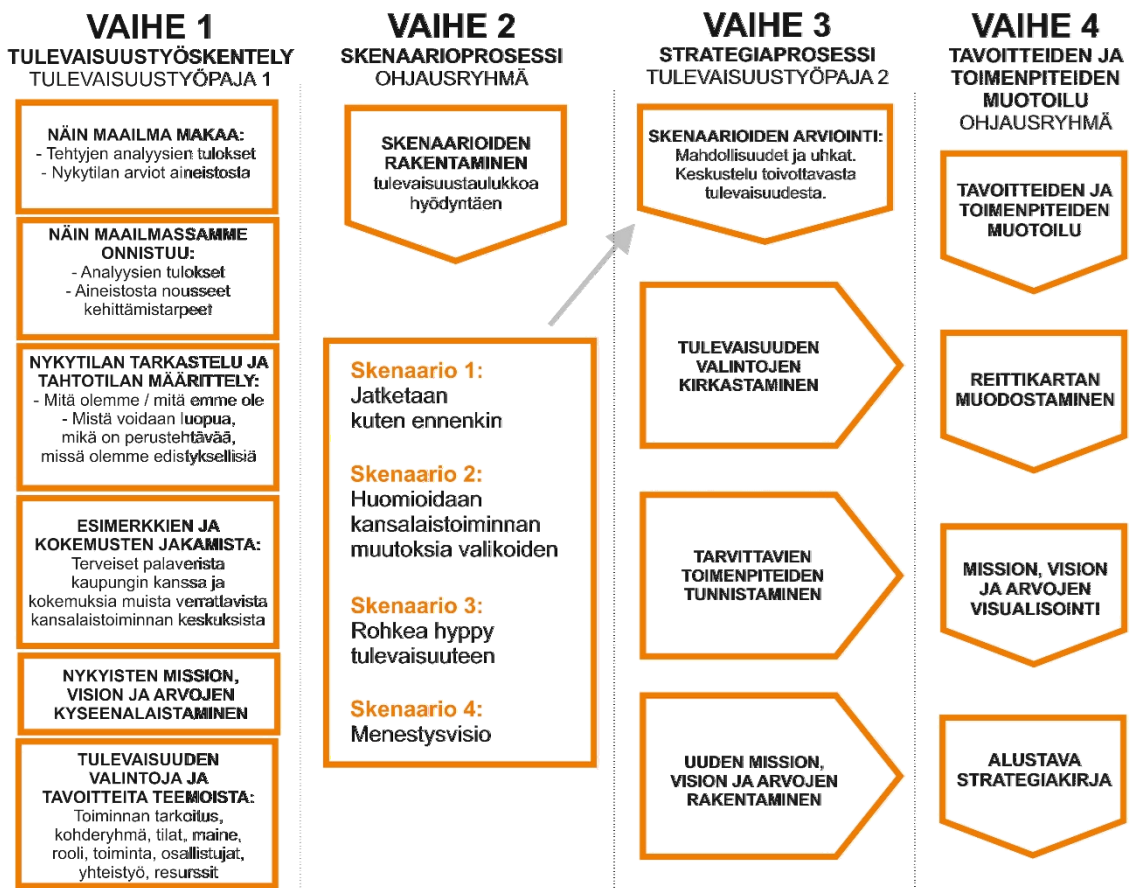 VAIHE 1
TULEVAISUUSTYÖSKENTELY
TULEVAISUUSTYÖPAJA 1
NÄIN MAAILMA MAKAA:
- Tehtyjen analyysien tulokset
- Nykytilan arviot aineistosta
NÄIN MAAILMASSAMME
ONNISTUU:
- Analyysien tulokset
- Aineistosta nousseet
kehittämistarpeet
NYKYTILAN TARKASTELU JA
TAHTOTILAN MÄÄRITTELY:
- Mitä olemme / mitä emme ole
- Mistä voidaan luopua,
mikä on perustehtävää,
missä olemme edistyksellisiä
ESIMERKKIEN JA
KOKEMUSTEN JAKAMISTA:
Terveiset palaverista
kaupungin kanssa ja
kokemuksia muista verrattavista
kansalaistoiminnan keskuksista
NYKYISTEN MISSION,
VISION JA ARVOJEN
KYSEENALAISTAMINEN
TULEVAISUUDEN
VALINTOJA JA
TAVOITTEITA TEEMOISTA:
Toiminnan tarkoitus,
kohderyhmä, tilat, maine,
rooli, toiminta, osallistujat,
yhteistyö, resurssit
VAIHE 2
SKENAARIOPROSESSI
OHJAUSRYHMÄ
SKENAARIOIDEN
RAKENTAMINEN
tulevaisuustaulukkoa
hyödyntäen
Skenaario 1:
Jatketaan
kuten ennenkin
Skenaario 2:
Huomioidaan
kansalaistoiminnan
muutoksia valikoiden
Skenaario 3:
Rohkea hyppy
tulevaisuuteen
Skenaario 4:
Menestysvisio
VAIHE 3
STRATEGIAPROSESSI
TULEVAISUUSTYÖPAJA 2
SKENAARIOIDEN ARVIOINTI:
Mahdollisuudet ja uhkat.
Keskustelu toivottavasta
tulevaisuudesta.
TULEVAISUUDEN
VALINTOJEN
KIRKASTAMINEN
TARVITTAVIEN
TOIMENPITEIDEN
TUNNISTAMINEN
UUDEN MISSION,
VISION JA ARVOJEN
RAKENTAMINEN
VAIHE 4
TAVOITTEIDEN JA
TOIMENPITEIDEN
MUOTOILU
OHJAUSRYHMÄ
TAVOITTEIDEN JA
TOIMENPITEIDEN
MUOTOILU
REITTIKARTAN
MUODOSTAMINEN
MISSION, VISION
JA ARVOJEN
VISUALISOINTI
ALUSTAVA
STRATEGIAKIRJA